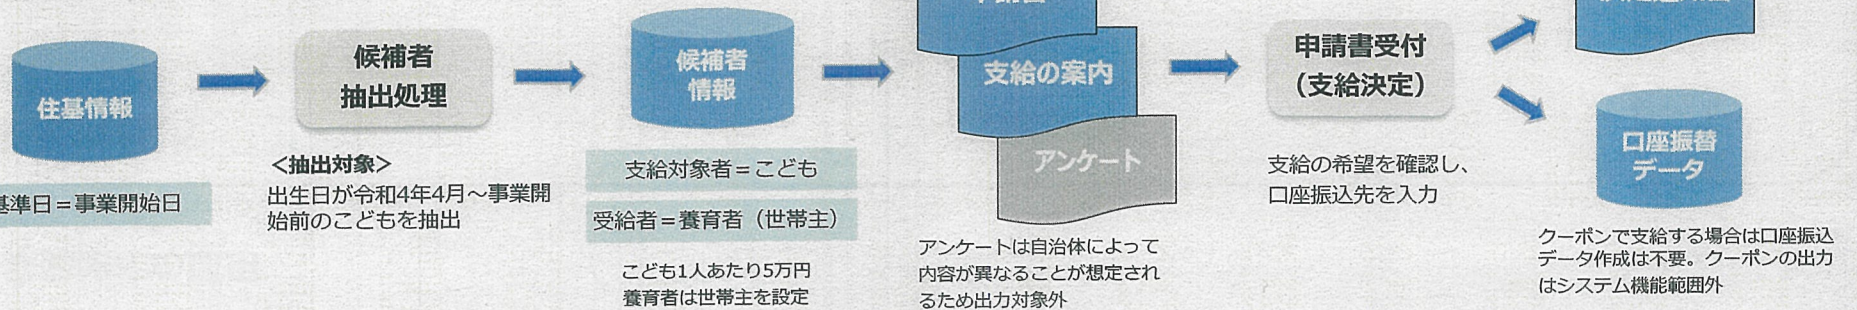 住基情報
基準日＝事業開始日
候補者
抽出処理
＜抽出対象＞
出生日が令和4年4月～事業開
始前のこどもを抽出
候補者
情報
支給対象者＝こども
受給者＝養育者（世帯主）
こども1人あたり5万円
養育者は世帯主を設定
支給の案内
アンケート
アンケートは自治体によって
内容が異なることが想定され
るため出力対象外
申請書受付
（支給決定）
支給の希望を確認し、
口座振込先を入力
口座振替
データ
クーポンで支給する場合は口座振込
データ作成は不要。クーポンの出力
はシステム機能範囲外